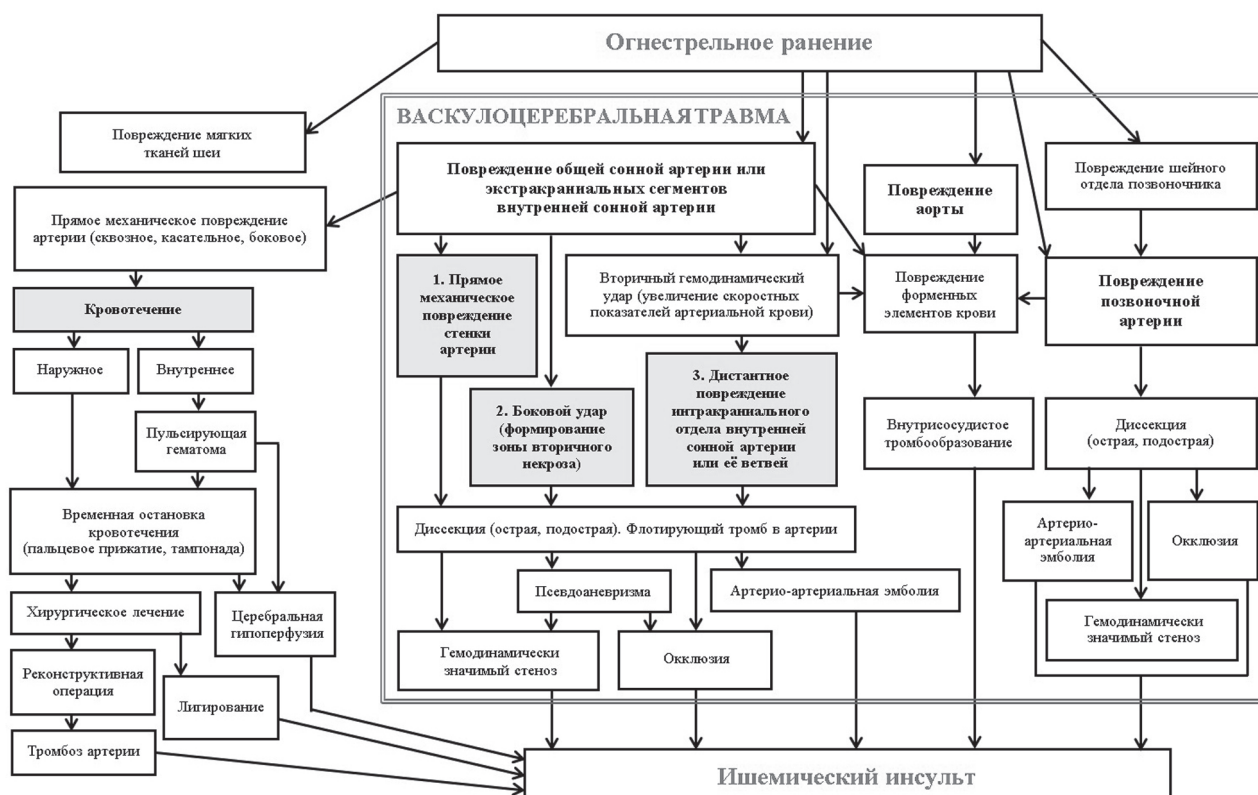 Огнестрельное ранение
ВАСКУЛОЦЕРЕБРАЛЬНАЯ ТРАВМА
Повреждение мягких
тканей шеи
Повреждение общей сонной артерии или
экстракраниальных сегментов
внутренней сонной артерии
Повреждение
аорты
Повреждение шейного
отдела позвоночника
Прямое механическое повреждение
артерии (сквозное, касательное, боковое)
1. Прямое
механическое
повреждение
стенки
артерии
Вторичный гемодинамический
удар (увеличение скоростных
показателей артериальной крови)
Повреждение
форменных
элементов крови
Повреждение
позвоночной
артерии
Кровотечение
Наружное
Внутреннее
2. Боковой удар
(формирование
зоны вторичного
некроза)
3. Дистантное
повреждение
интракраниального
отдела внутренней
сонной артерии
или её ветвей
Внутрисосудистое
тромбообразование
Диссекция
(острая, подострая)
Пульсирующая
гематома
Временная остановка
кровотечения
(пальцевое прижатие, тампонада)
Диссекция (острая, подострая). Флотирующий тромб в артерии
Артерио-
артериальная
эмболия
Окклюзия
Хирургическое лечение
Церебральная
гипоперфузия
Псевдоаневризма
Артерио-артериальная эмболия
Гемодинамически
значимый стеноз
Реконструктивная
операция
Лигирование
Гемодинамически
значимый стеноз
Окклюзия
Тромбоз артерии
Ишемический инсульт